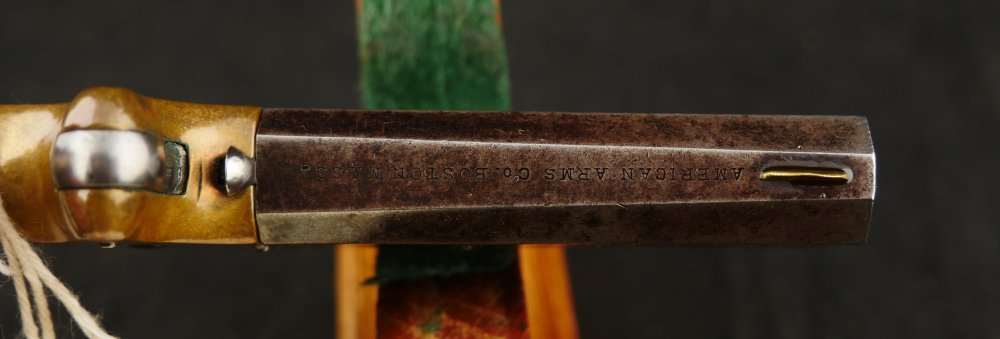 AMERICAN ARMS Co. BOSTON MASS.